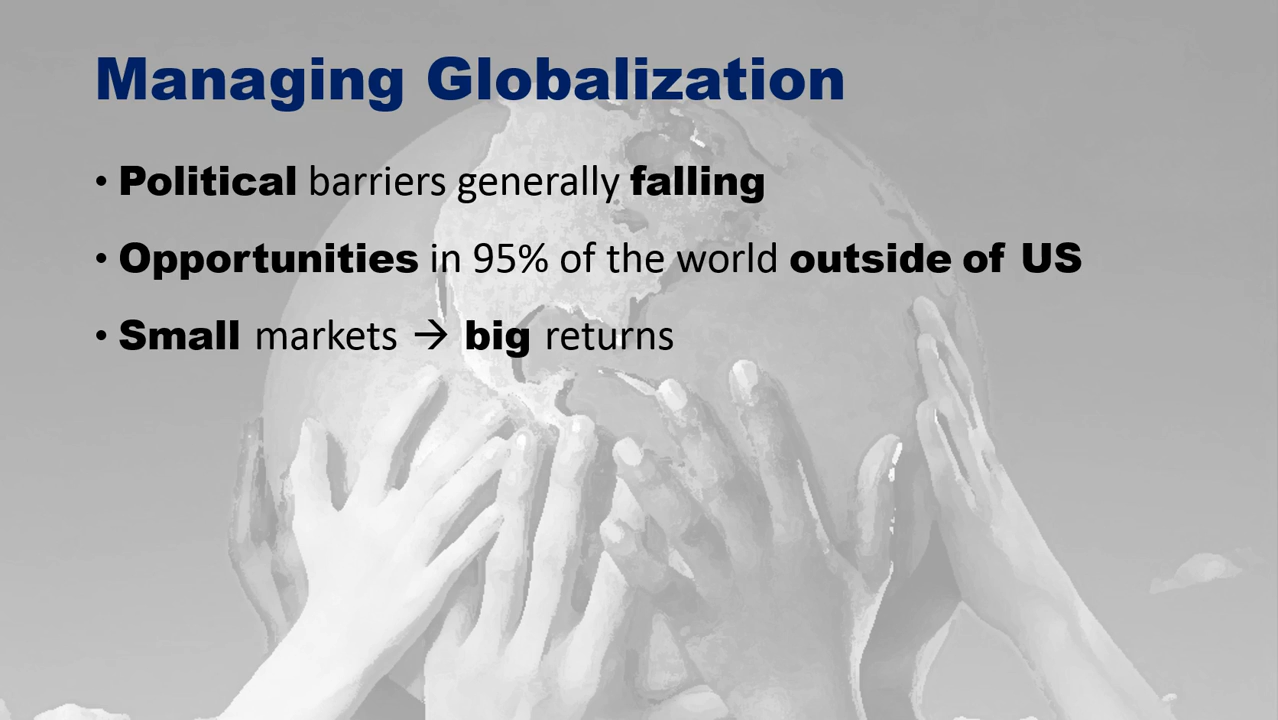 Managing Globalization
• Political barriers generally falling
• Opportunities in 95% of the world outside of US
• Small markets → big returns